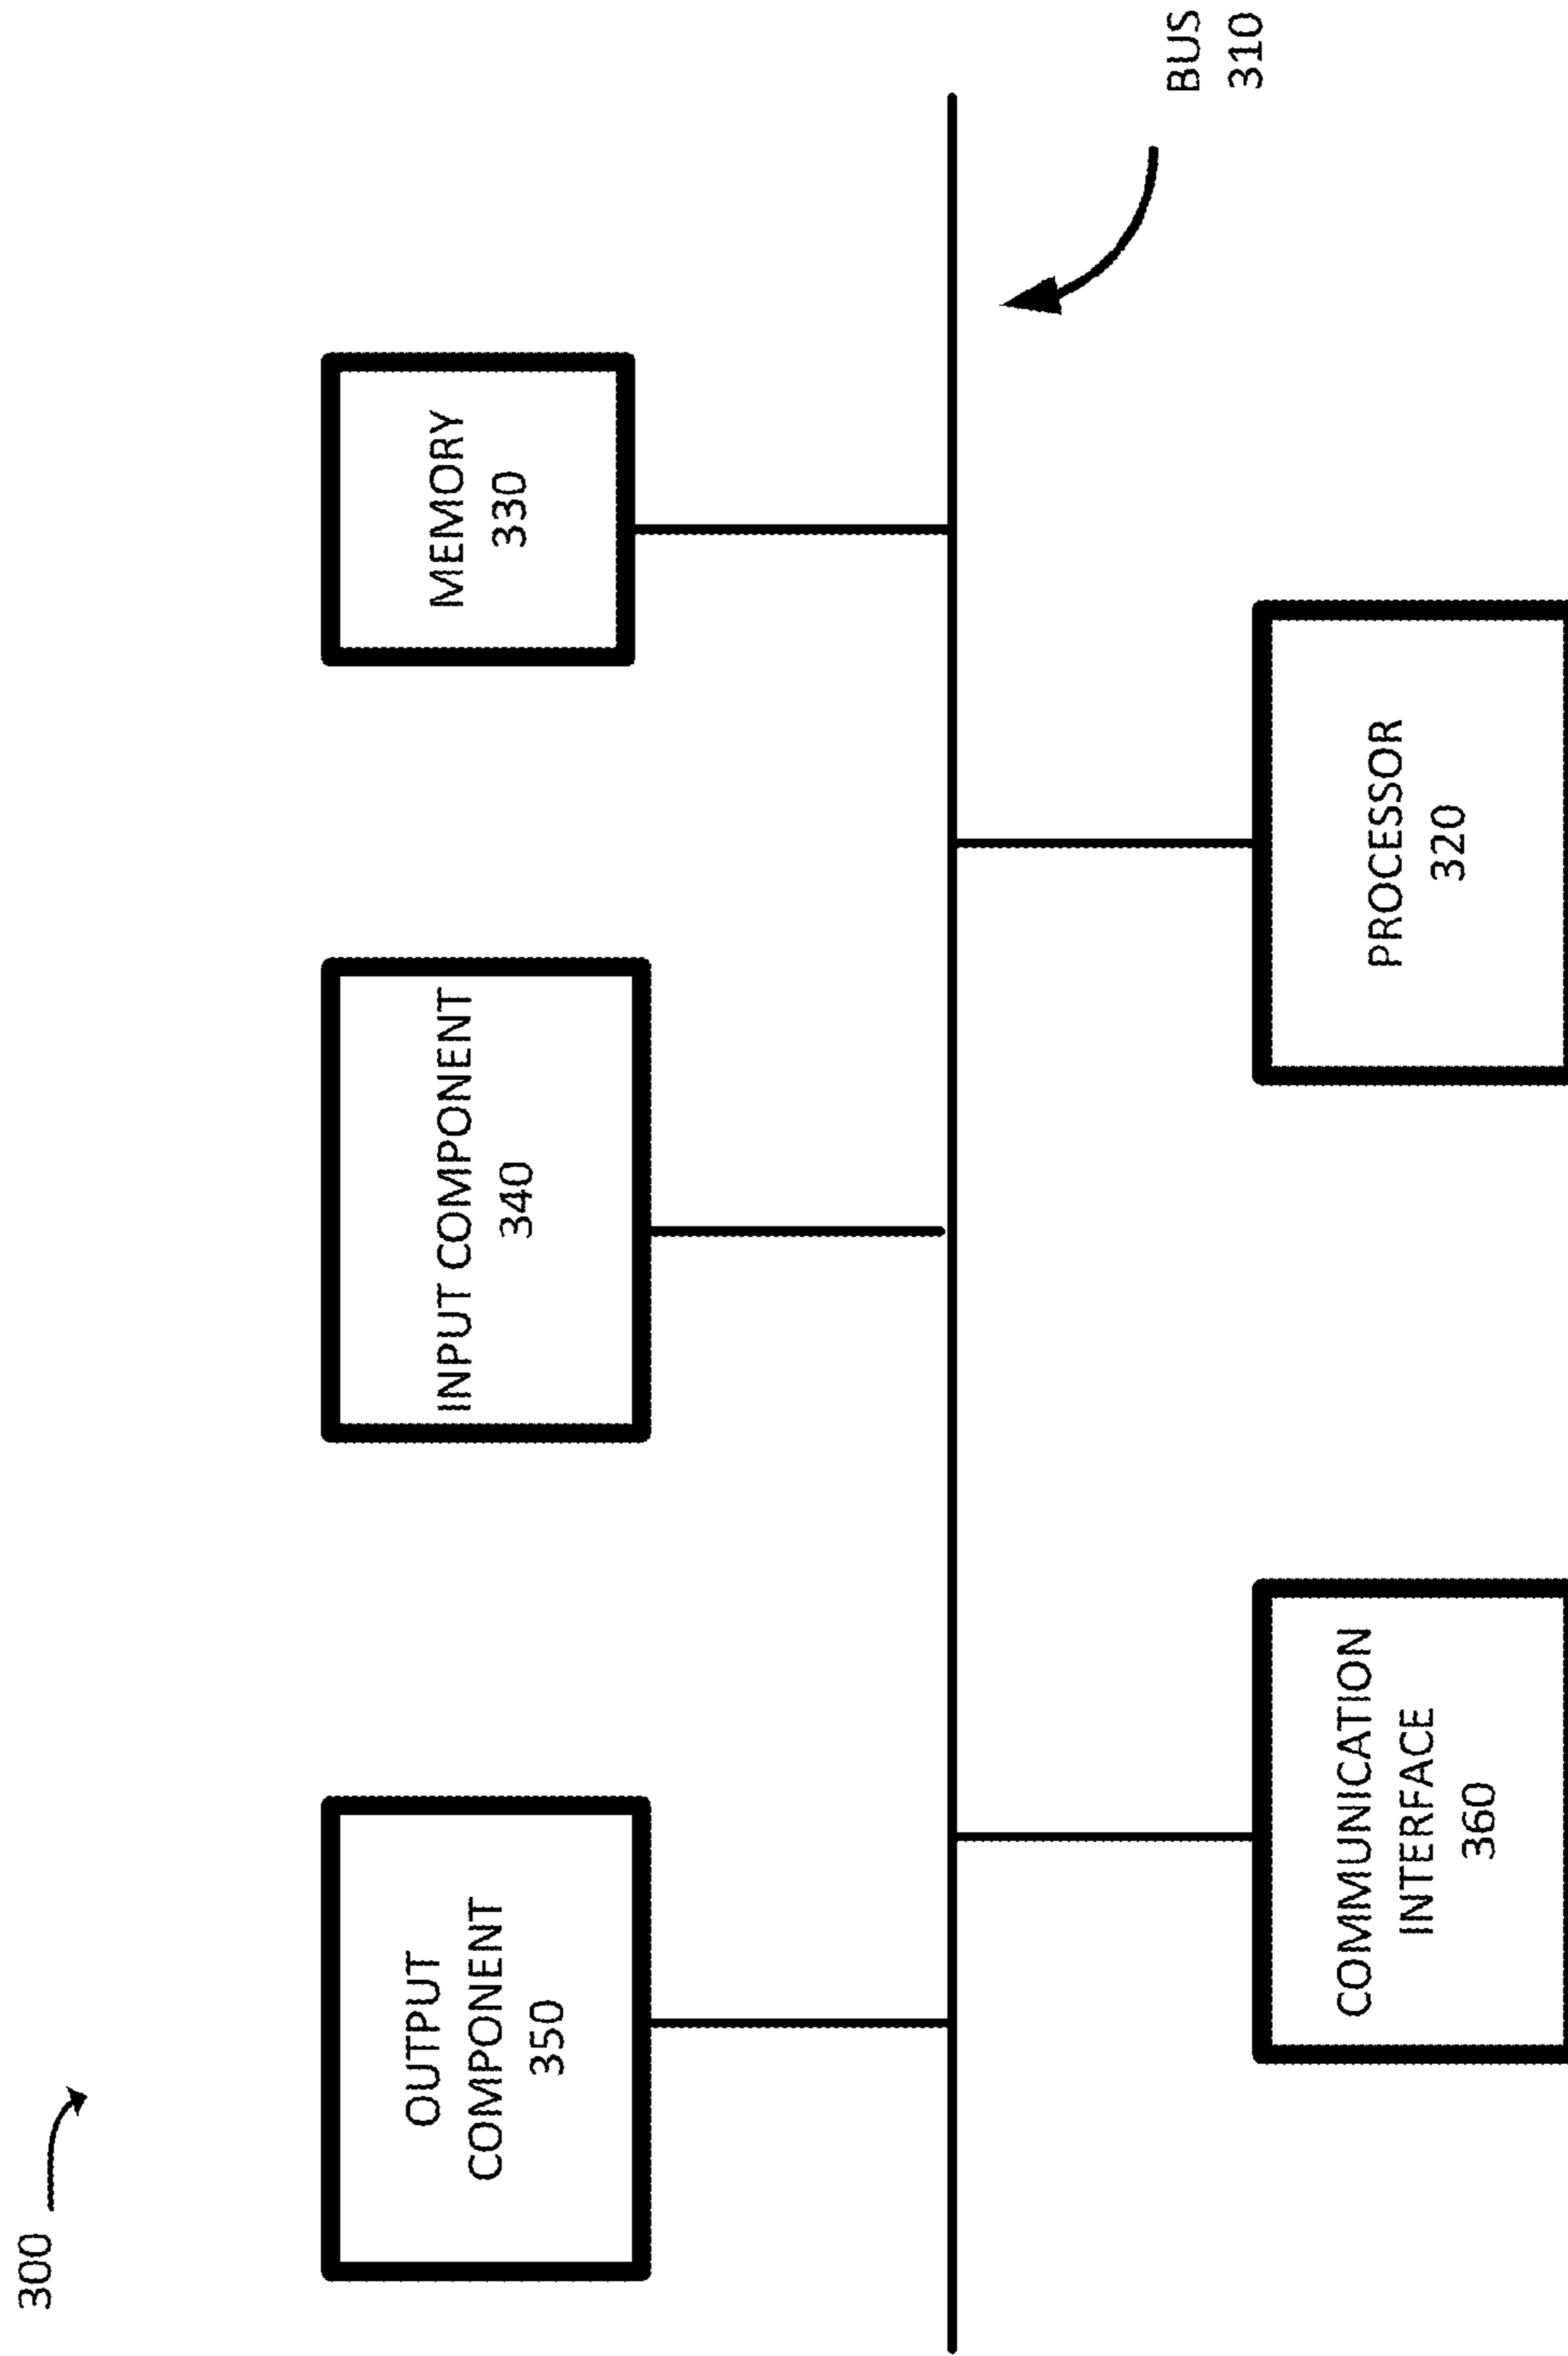 300
OUTPUT
COMPONENT
350
INPUT COMPONENT
340
MEMORY
330
BUS
310
COMMUNICATION
INTERFACE
360
PROCESSOR
320